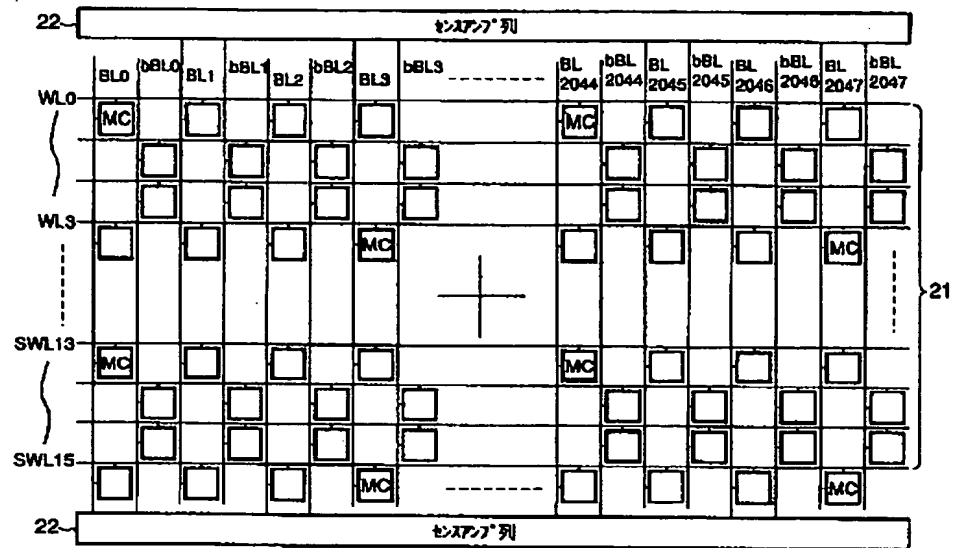 22 センスアンプ列
BL0 bBL0 BL1 bBL1 BL2 bBL2 BL3 bBL3 BL 2044 bBL 2044 BL 2045 bBL 2045 BL 2046 bBL 2046 BL 2047 bBL 2047
WL0 MC MC
WL3 MC MC
21
SWL13 MC MC
SWL15 MC MC
22 センスアンプ列